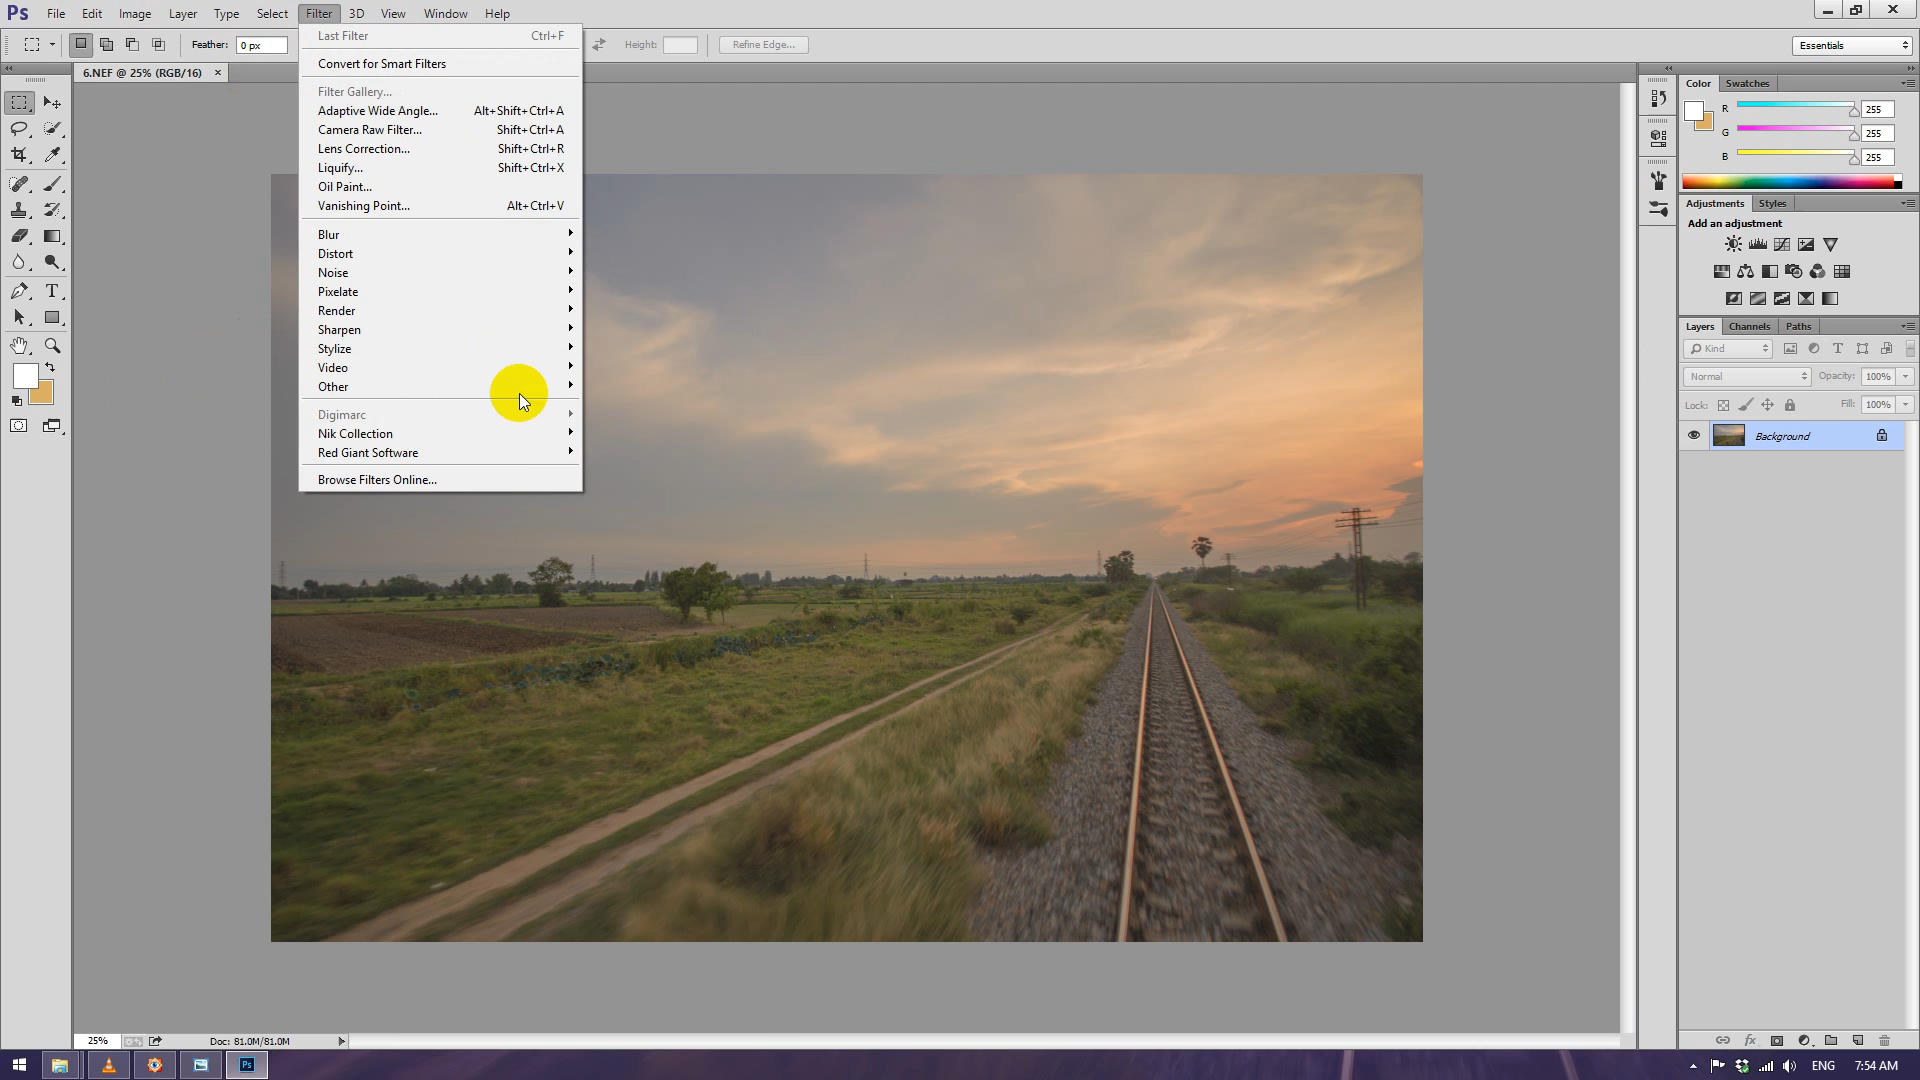 Ps File Edit Image Layer Type Select Filter 3D View Window Help
Feather: 0 px Height: Refine Edge... Essentials
6.NEF @ 25% (RGB/16) ×
Last Filter Ctrl+F
Convert for Smart Filters
Filter Gallery...
Adaptive Wide Angle... Alt+Shift+Ctrl+A
Camera Raw Filter... Shift+Ctrl+A
Lens Correction... Shift+Ctrl+R
Liquify... Shift+Ctrl+X
Oil Paint...
Vanishing Point... Alt+Ctrl+V
Blur
Distort
Noise
Pixelate
Render
Sharpen
Stylize
Video
Other
Digimarc
Nik Collection
Red Giant Software
Browse Filters Online...
Color Swatches
R 255
G 255
B 255
Adjustments Styles
Add an adjustment
Layers Channels Paths
Kind
Normal Opacity: 100%
Lock: Fill: 100%
Background
25% Doc: 81.0M/81.0M
Ps ENG 7:54 AM